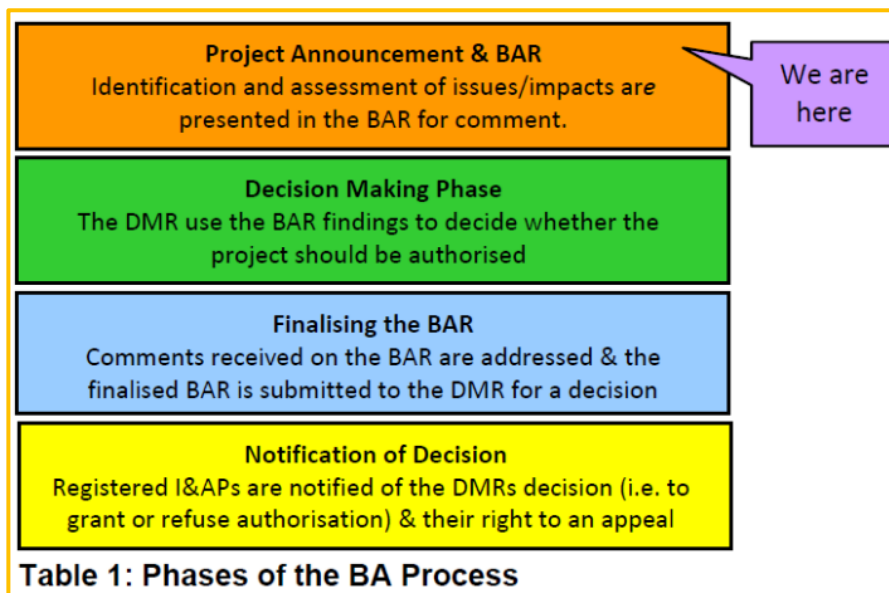 Project Announcement & BAR
Identification and assessment of issues/impacts are
presented in the BAR for comment.
We are
here
Decision Making Phase
The DMR use the BAR findings to decide whether the
project should be authorised
Finalising the BAR
Comments received on the BAR are addressed & the
finalised BAR is submitted to the DMR for a decision
Notification of Decision
Registered I&APs are notified of the DMRs decision (i.e. to
grant or refuse authorisation) & their right to an appeal
Table 1: Phases of the BA Process